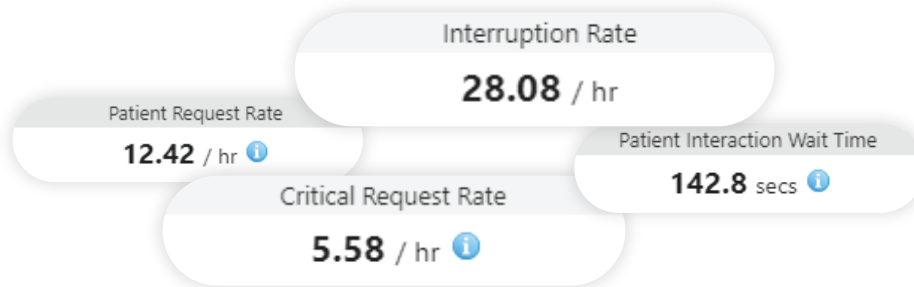 Interruption Rate
28.08 / hr
Patient Request Rate
12.42 / hr
Patient Interaction Wait Time
142.8 secs
Critical Request Rate
5.58 / hr